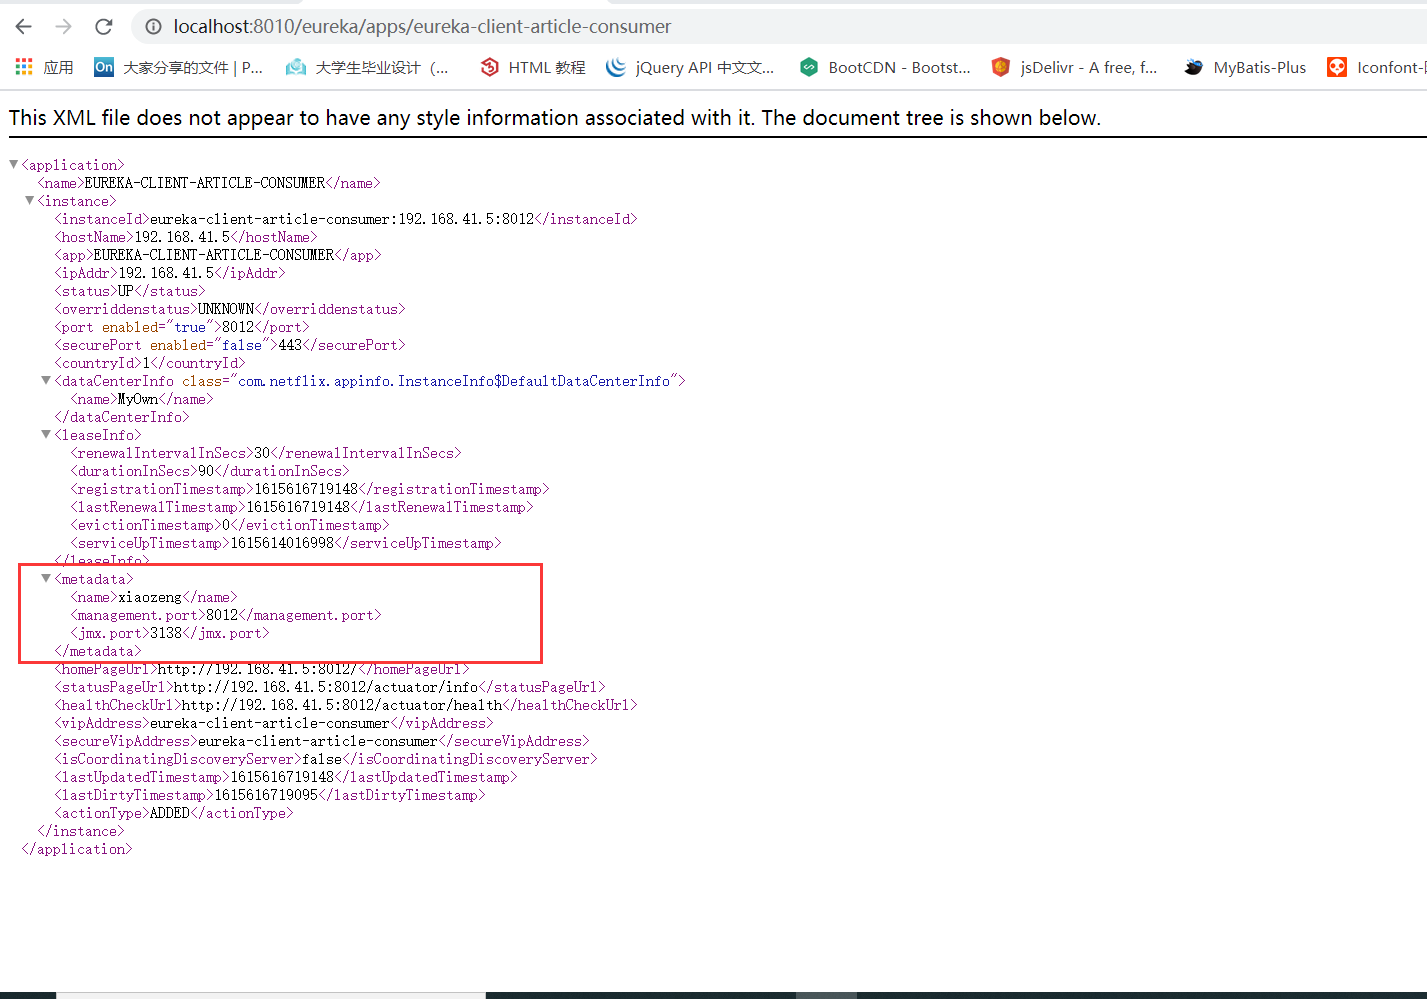 localhost:8010/eureka/apps/eureka-client-article-consumer
应用 大家分享的文件 | P... 大学生毕业设计（... HTML 教程 jQuery API 中文文... BootCDN - Bootst... jsDelivr - A free, f... MyBatis-Plus Iconfont-
This XML file does not appear to have any style information associated with it. The document tree is shown below.
<application>
<name>EUREKA-CLIENT-ARTICLE-CONSUMER</name>
<instance>
<instanceId>eureka-client-article-consumer:192.168.41.5:8012</instanceId>
<hostName>192.168.41.5</hostName>
<app>EUREKA-CLIENT-ARTICLE-CONSUMER</app>
<ipAddr>192.168.41.5</ipAddr>
<status>UP</status>
<overriddenstatus>UNKNOWN</overriddenstatus>
<port enabled="true">8012</port>
<securePort enabled="false">443</securePort>
<countryId>1</countryId>
<dataCenterInfo class="com.netflix.appinfo.InstanceInfo$DefaultDataCenterInfo">
<name>MyOwn</name>
</dataCenterInfo>
<leaseInfo>
<renewalIntervalInSecs>30</renewalIntervalInSecs>
<durationInSecs>90</durationInSecs>
<registrationTimestamp>1615616719148</registrationTimestamp>
<lastRenewalTimestamp>1615616719148</lastRenewalTimestamp>
<evictionTimestamp>0</evictionTimestamp>
<serviceUpTimestamp>1615614016998</serviceUpTimestamp>
</leaseInfo>
<metadata>
<name>xiaozeng</name>
<management.port>8012</management.port>
<jmx.port>3138</jmx.port>
</metadata>
<homePageUrl>http://192.168.41.5:8012/</homePageUrl>
<statusPageUrl>http://192.168.41.5:8012/actuator/info</statusPageUrl>
<healthCheckUrl>http://192.168.41.5:8012/actuator/health</healthCheckUrl>
<vipAddress>eureka-client-article-consumer</vipAddress>
<secureVipAddress>eureka-client-article-consumer</secureVipAddress>
<isCoordinatingDiscoveryServer>false</isCoordinatingDiscoveryServer>
<lastUpdatedTimestamp>1615616719148</lastUpdatedTimestamp>
<lastDirtyTimestamp>1615616719095</lastDirtyTimestamp>
<actionType>ADDED</actionType>
</instance>
</application>